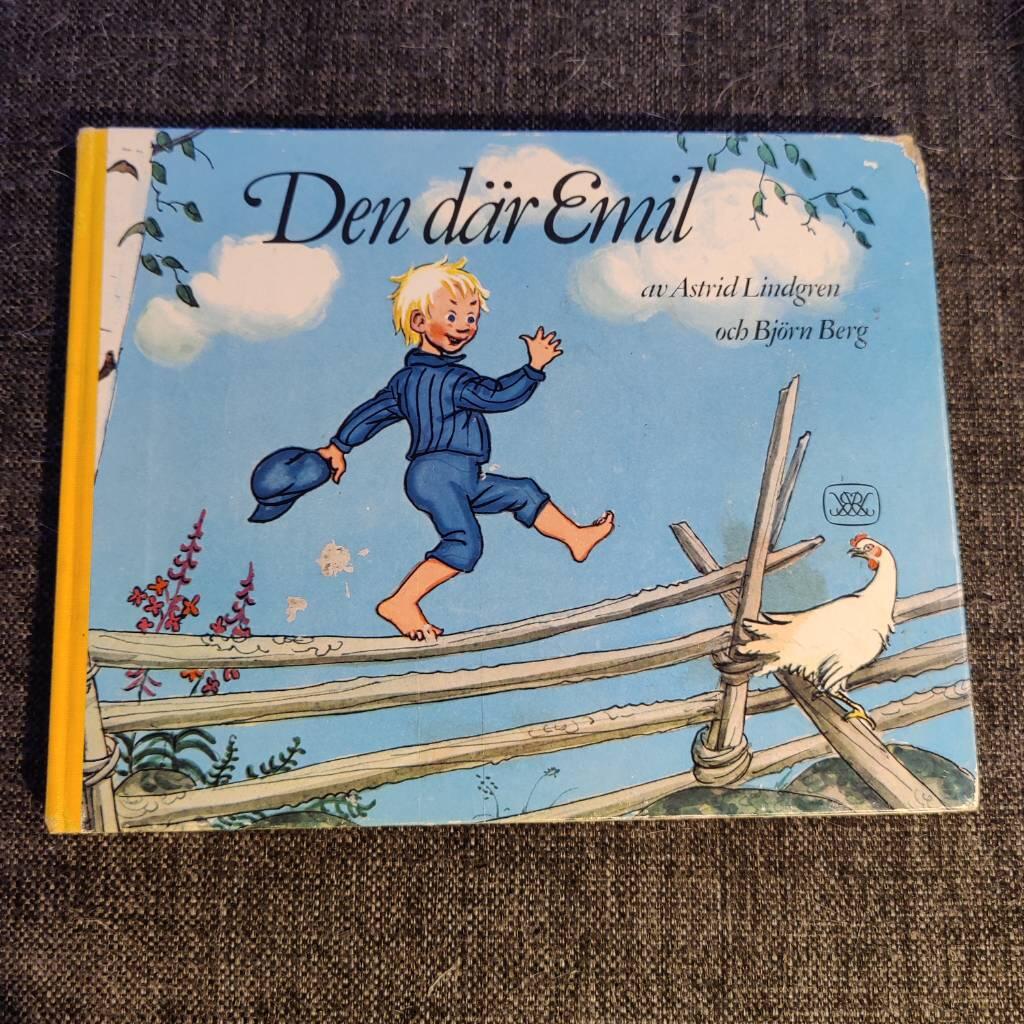 Den där Emil
av Astrid Lindgren
och Björn Berg